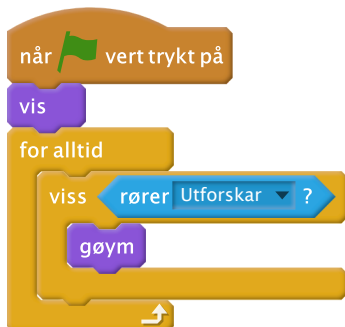 når vert trykt på
vis
for alltid
viss rører Utforskar ?
gøym